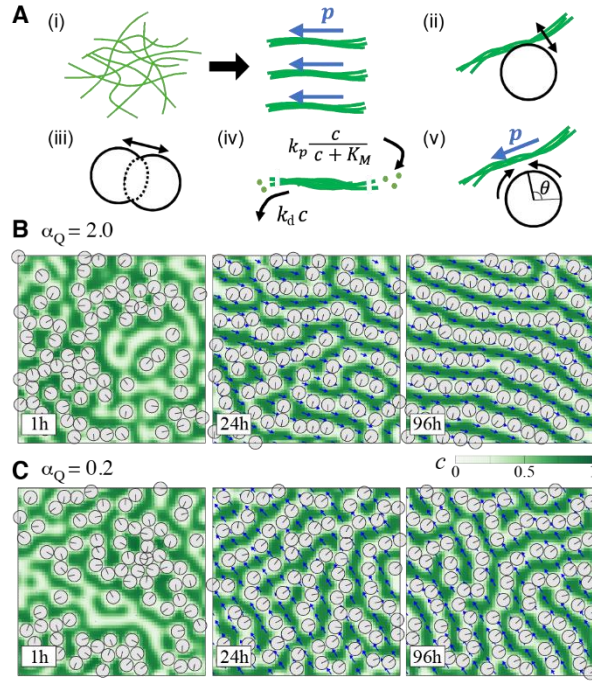 A (i) p (ii)
p
p
(iii) (iv) k_p c/(c + K_M) (v) p
k_d c θ
B α_Q = 2.0
1h 24h 96h
C α_Q = 0.2 c 0 0.5
1h 24h 96h